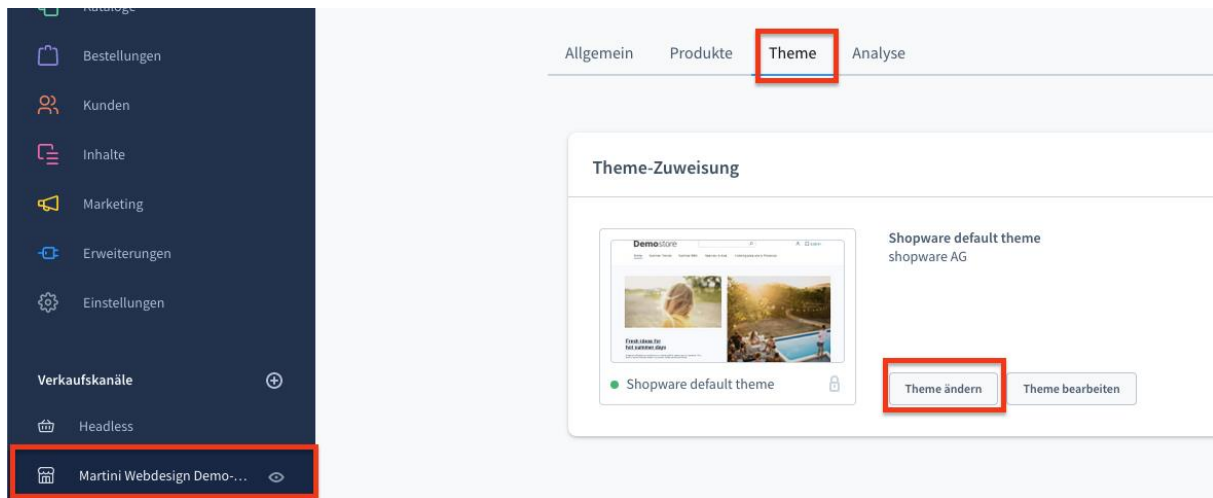 Kataloge
Bestellungen
Kunden
Inhalte
Marketing
Erweiterungen
Einstellungen
Verkaufskanäle
Headless
Martini Webdesign Demo-...
Allgemein Produkte Theme Analyse
Theme-Zuweisung
Demostore
Fresh ideas for
hot summer days
Shopware default theme
Shopware default theme
shopware AG
Theme ändern Theme bearbeiten